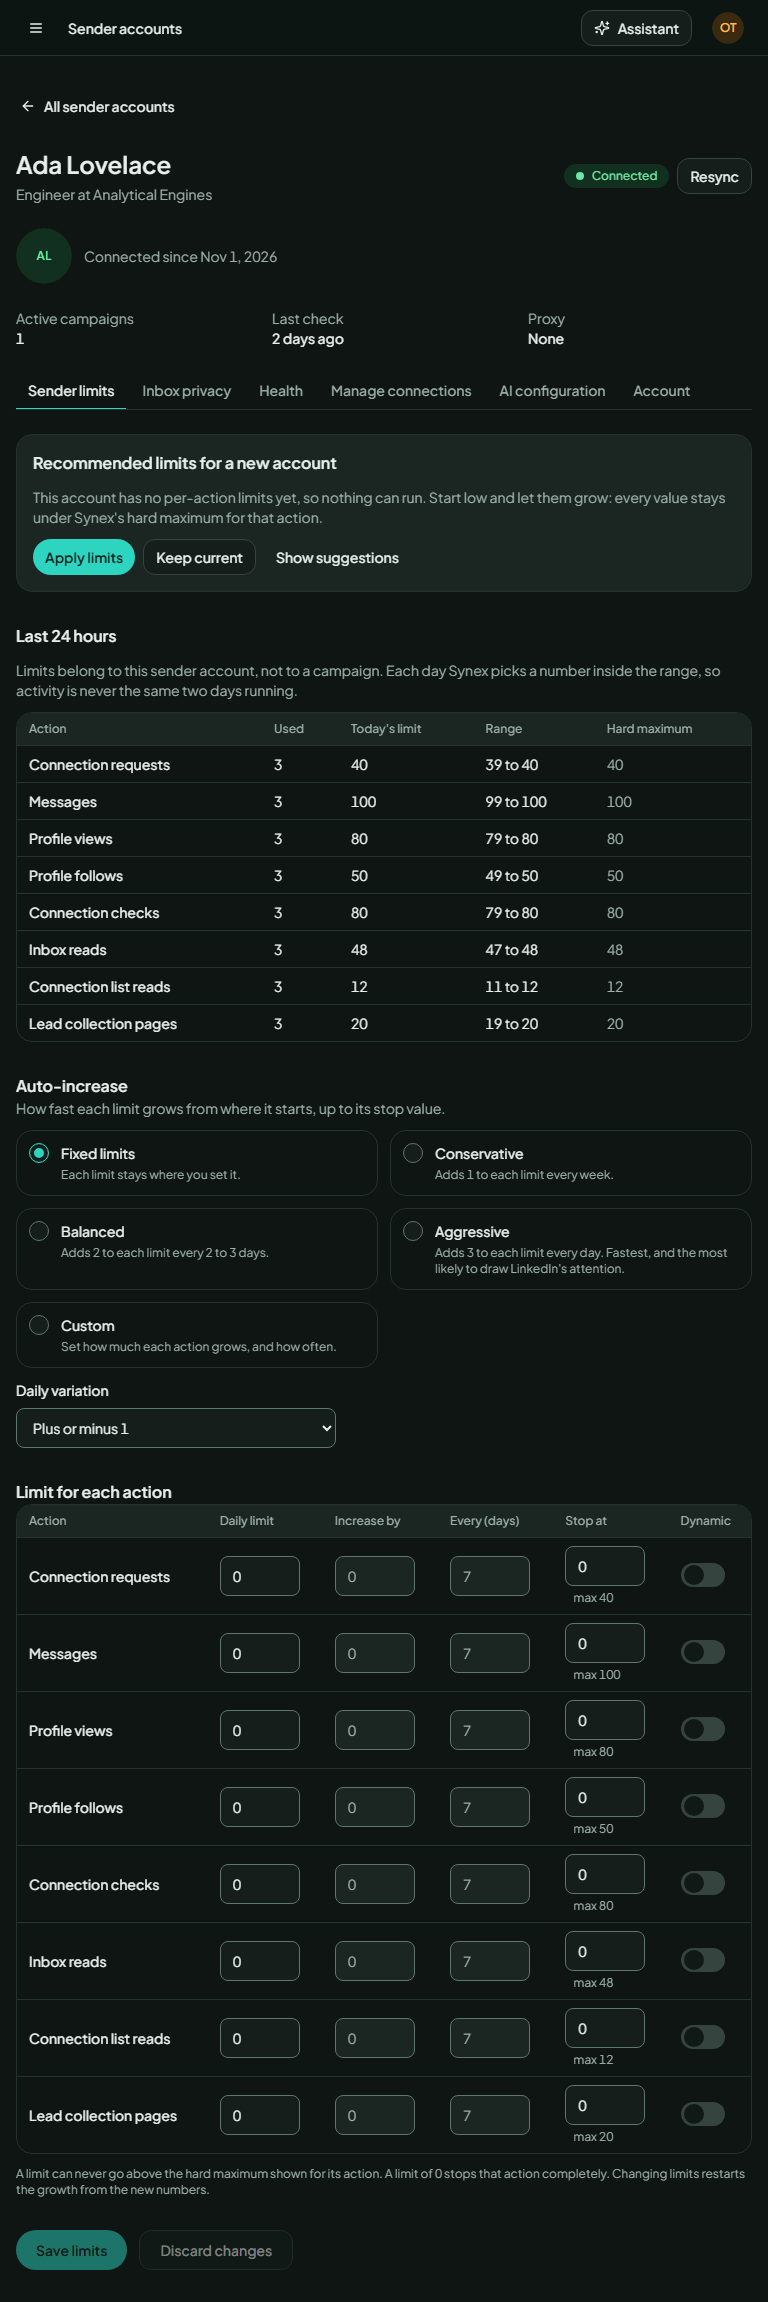 Sender accounts
Assistant
OT
All sender accounts
Ada Lovelace
Engineer at Analytical Engines
Connected
Resync
AL
Connected since Nov 1, 2026
Active campaigns
1
Last check
2 days ago
Proxy
None
Sender limits
Inbox privacy
Health
Manage connections
AI configuration
Account
Recommended limits for a new account
This account has no per-action limits yet, so nothing can run. Start low and let them grow: every value stays
under Synex's hard maximum for that action.
Apply limits
Keep current
Show suggestions
Last 24 hours
Limits belong to this sender account, not to a campaign. Each day Synex picks a number inside the range, so
activity is never the same two days running.
Action Used Today's limit Range Hard maximum
Connection requests 3 40 39 to 40 40
Messages 3 100 99 to 100 100
Profile views 3 80 79 to 80 80
Profile follows 3 50 49 to 50 50
Connection checks 3 80 79 to 80 80
Inbox reads 3 48 47 to 48 48
Connection list reads 3 12 11 to 12 12
Lead collection pages 3 20 19 to 20 20
Auto-increase
How fast each limit grows from where it starts, up to its stop value.
Fixed limits
Each limit stays where you set it.
Conservative
Adds 1 to each limit every week.
Balanced
Adds 2 to each limit every 2 to 3 days.
Aggressive
Adds 3 to each limit every day. Fastest, and the most
likely to draw LinkedIn's attention.
Custom
Set how much each action grows, and how often.
Daily variation
Plus or minus 1
Limit for each action
Action Daily limit Increase by Every (days) Stop at Dynamic
Connection requests 0 0 7 0
max 40
Messages 0 0 7 0
max 100
Profile views 0 0 7 0
max 80
Profile follows 0 0 7 0
max 50
Connection checks 0 0 7 0
max 80
Inbox reads 0 0 7 0
max 48
Connection list reads 0 0 7 0
max 12
Lead collection pages 0 0 7 0
max 20
A limit can never go above the hard maximum shown for its action. A limit of 0 stops that action completely. Changing limits restarts
the growth from the new numbers.
Save limits
Discard changes